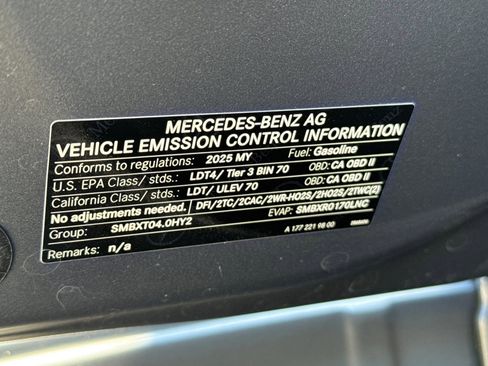 MERCEDES-BENZ AG
VEHICLE EMISSION CONTROL INFORMATION
Conforms to regulations: 2025 MY Fuel: Gasoline
U.S. EPA Class/ stds.: LDT4/ Tier 3 BIN 70 OBD: CA OBD II
California Class/ stds.: LDT/ ULEV 70 OBD: CA OBD II
No adjustments needed. DFI/2TC/2CAC/2WR-HO2S/2HO2S/2TWC(2)
Group: SMBXT04.0HY2 EVAP: SMBXR0170LNC
Remarks: n/a A 177 221 98 00